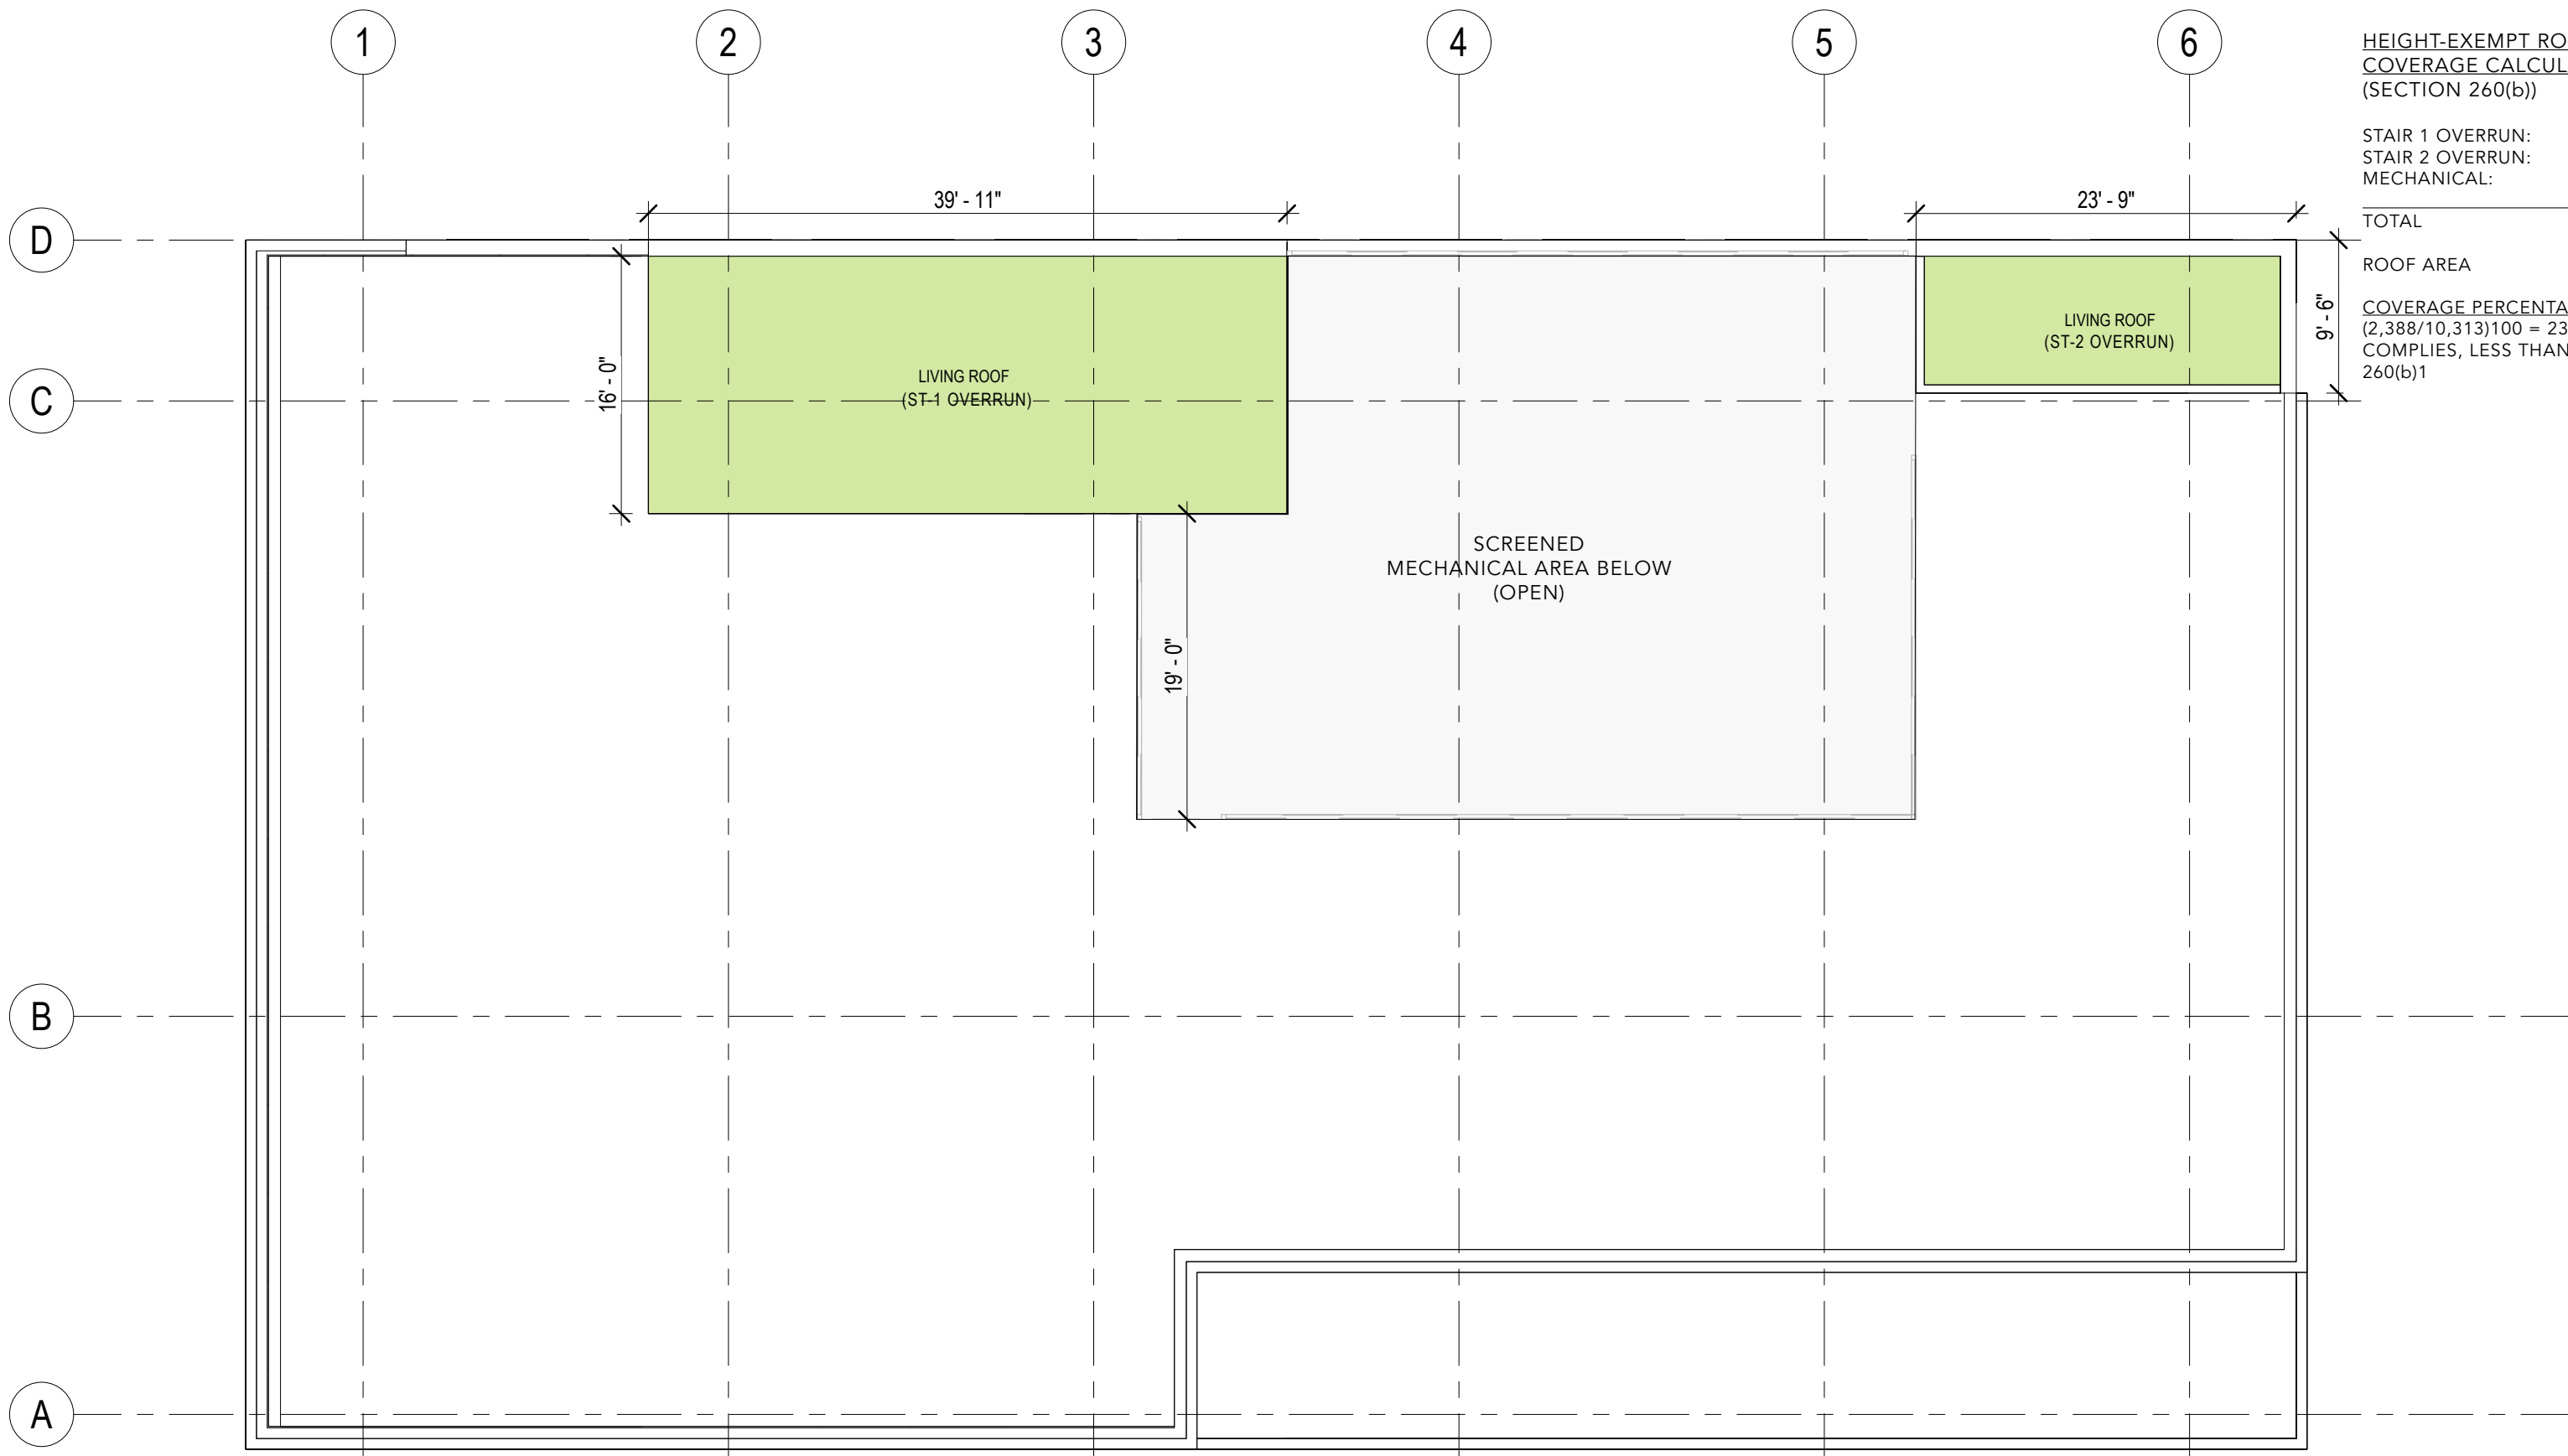 1
2
3
4
5
6
HEIGHT-EXEMPT RO
COVERAGE CALCUL
(SECTION 260(b))
STAIR 1 OVERRUN:
STAIR 2 OVERRUN:
MECHANICAL:
TOTAL
ROOF AREA
COVERAGE PERCENTA
(2,388/10,313)100 = 23
COMPLIES, LESS THAN
260(b)1
39' - 11"
23' - 9"
D
9' - 6"
LIVING ROOF
(ST-2 OVERRUN)
16' - 0"
LIVING ROOF
(ST-1 OVERRUN)
C
SCREENED
MECHANICAL AREA BELOW
(OPEN)
19' - 0"
B
A